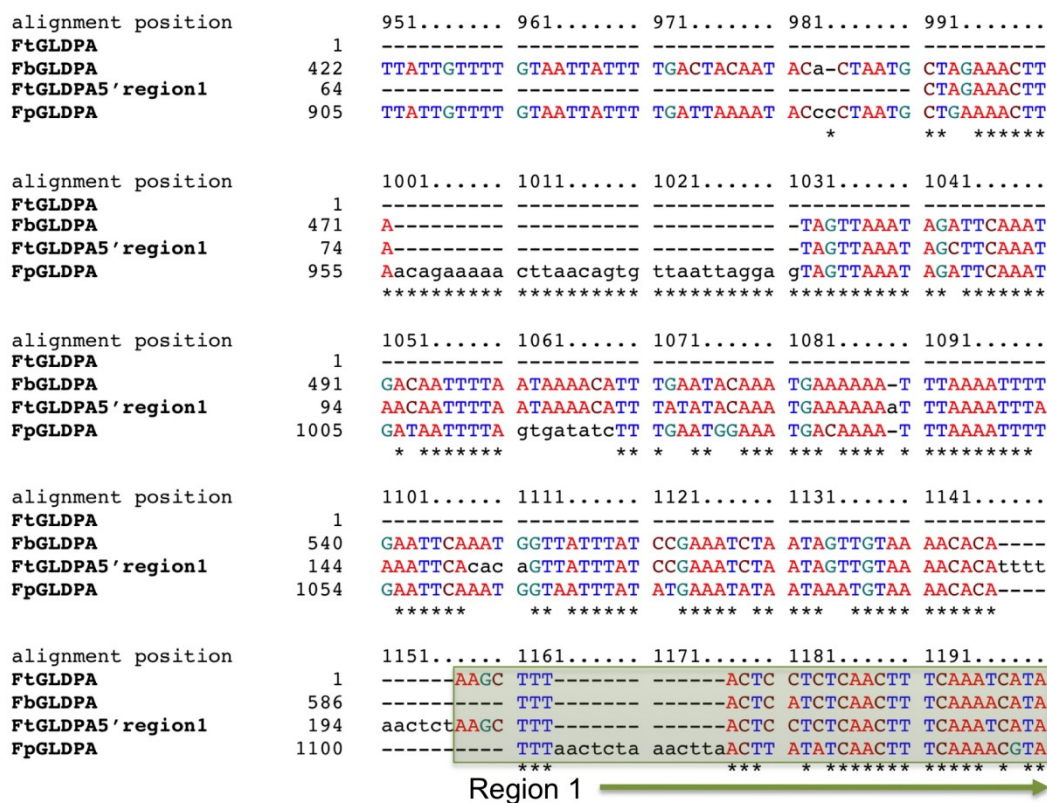 alignment position 951....... 961....... 971....... 981....... 991.......
FtGLDPA 1 ---------- ---------- ---------- ---------- ----------
FbGLDPA 422 TTATTGTTTT GTAATTATTT TGACTACAAT ACa-CTAATG CTAGAAACTT
FtGLDPA5'region1 64 ---------- ---------- ---------- ---------- CTAGAAACTT
FpGLDPA 905 TTATTGTTTT GTAATTATTT TGATTAAAAT ACccCTAATG CTGAAAACTT
* ** ******
alignment position 1001...... 1011...... 1021...... 1031...... 1041......
FtGLDPA 1 ---------- ---------- ---------- ---------- ----------
FbGLDPA 471 A--------- ---------- ---------- -TAGTTAAAT AGATTCAAAT
FtGLDPA5'region1 74 A--------- ---------- ---------- -TAGTTAAAT AGCTTCAAAT
FpGLDPA 955 Aacagaaaaa cttaacagtg ttaattagga gTAGTTAAAT AGATTCAAAT
********** ********** ********** ********** ** *******
alignment position 1051...... 1061...... 1071...... 1081...... 1091......
FtGLDPA 1 ---------- ---------- ---------- ---------- ----------
FbGLDPA 491 GACAATTTTA ATAAAACATT TGAATACAAA TGAAAAAA-T TTAAAATTTT
FtGLDPA5'region1 94 AACAATTTTA ATAAAACATT TATATACAAA TGAAAAAAaT TTAAAATTTA
FpGLDPA 1005 GATAATTTTA gtgatatcTT TGAATGGAAA TGACAAAA-T TTAAAATTTT
* ******* ** * ** *** *** **** * *********
alignment position 1101...... 1111...... 1121...... 1131...... 1141......
FtGLDPA 1 ---------- ---------- ---------- ---------- ----------
FbGLDPA 540 GAATTCAAAT GGTTATTTAT CCGAAATCTA ATAGTTGTAA AACACA----
FtGLDPA5'region1 144 AAATTCAcac aGTTATTTAT CCGAAATCTA ATAGTTGTAA AACACAtttt
FpGLDPA 1054 GAATTCAAAT GGTAATTTAT ATGAAATATA ATAAATGTAA AACACA----
****** ** ****** ***** ** *** ***** ******
alignment position 1151...... 1161...... 1171...... 1181...... 1191......
FtGLDPA 1 ------AAGC TTT------- ------ACTC CTCTCAACTT TCAAATCATA
FbGLDPA 586 ---------- TTT------- ------ACTC CATCTCAACTT TCAAAACATA
FtGLDPA5'region1 194 aactctAAGC TTT------- ------ACTC CTCTCAACTT TCAAATCATA
FpGLDPA 1100 ---------- TTTaactcta aacttaACTT ATATCAACTT TCAAAACGTA
*** *** * ******* ***** * **
Region 1